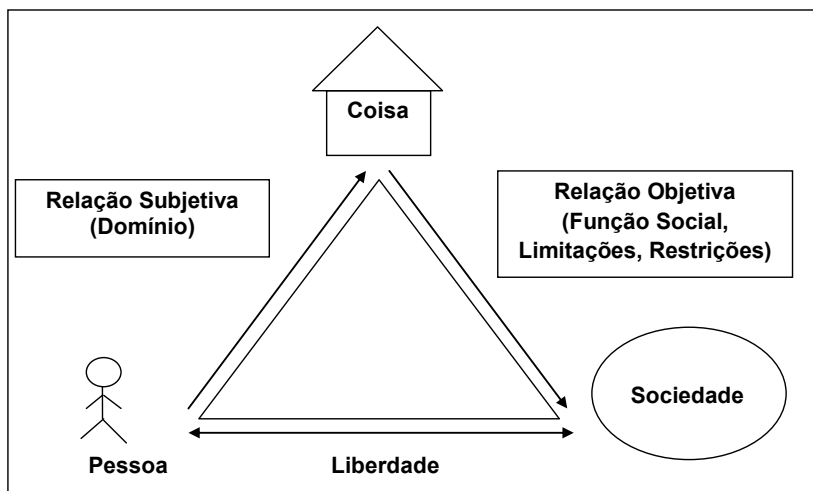 Coisa
Relação Subjetiva
(Domínio)
Relação Objetiva
(Função Social,
Limitações, Restrições)
Sociedade
Pessoa
Liberdade